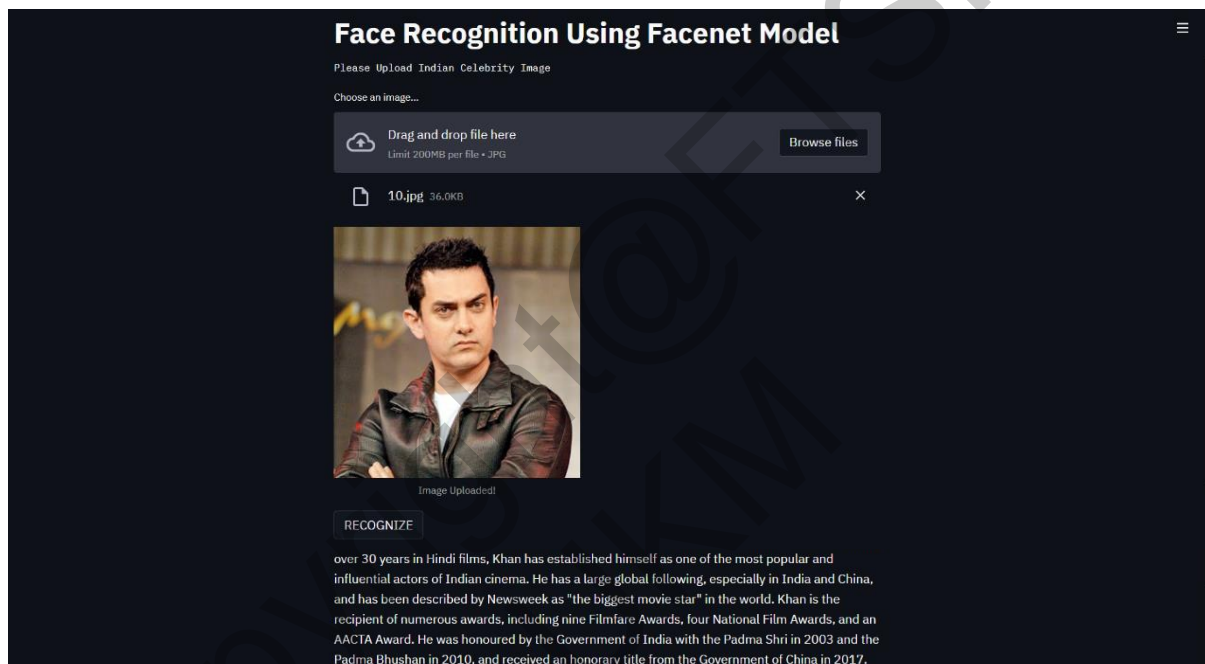 Face Recognition Using Facenet Model
Please Upload Indian Celebrity Image
Choose an image...
Drag and drop file here
Limit 200MB per file • JPG
Browse files
10.jpg 36.0KB
Image Uploaded!
RECOGNIZE
over 30 years in Hindi films, Khan has established himself as one of the most popular and
influential actors of Indian cinema. He has a large global following, especially in India and China,
and has been described by Newsweek as "the biggest movie star" in the world. Khan is the
recipient of numerous awards, including nine Filmfare Awards, four National Film Awards, and an
AACTA Award. He was honoured by the Government of India with the Padma Shri in 2003 and the
Padma Bhushan in 2010, and received an honorary title from the Government of China in 2017.